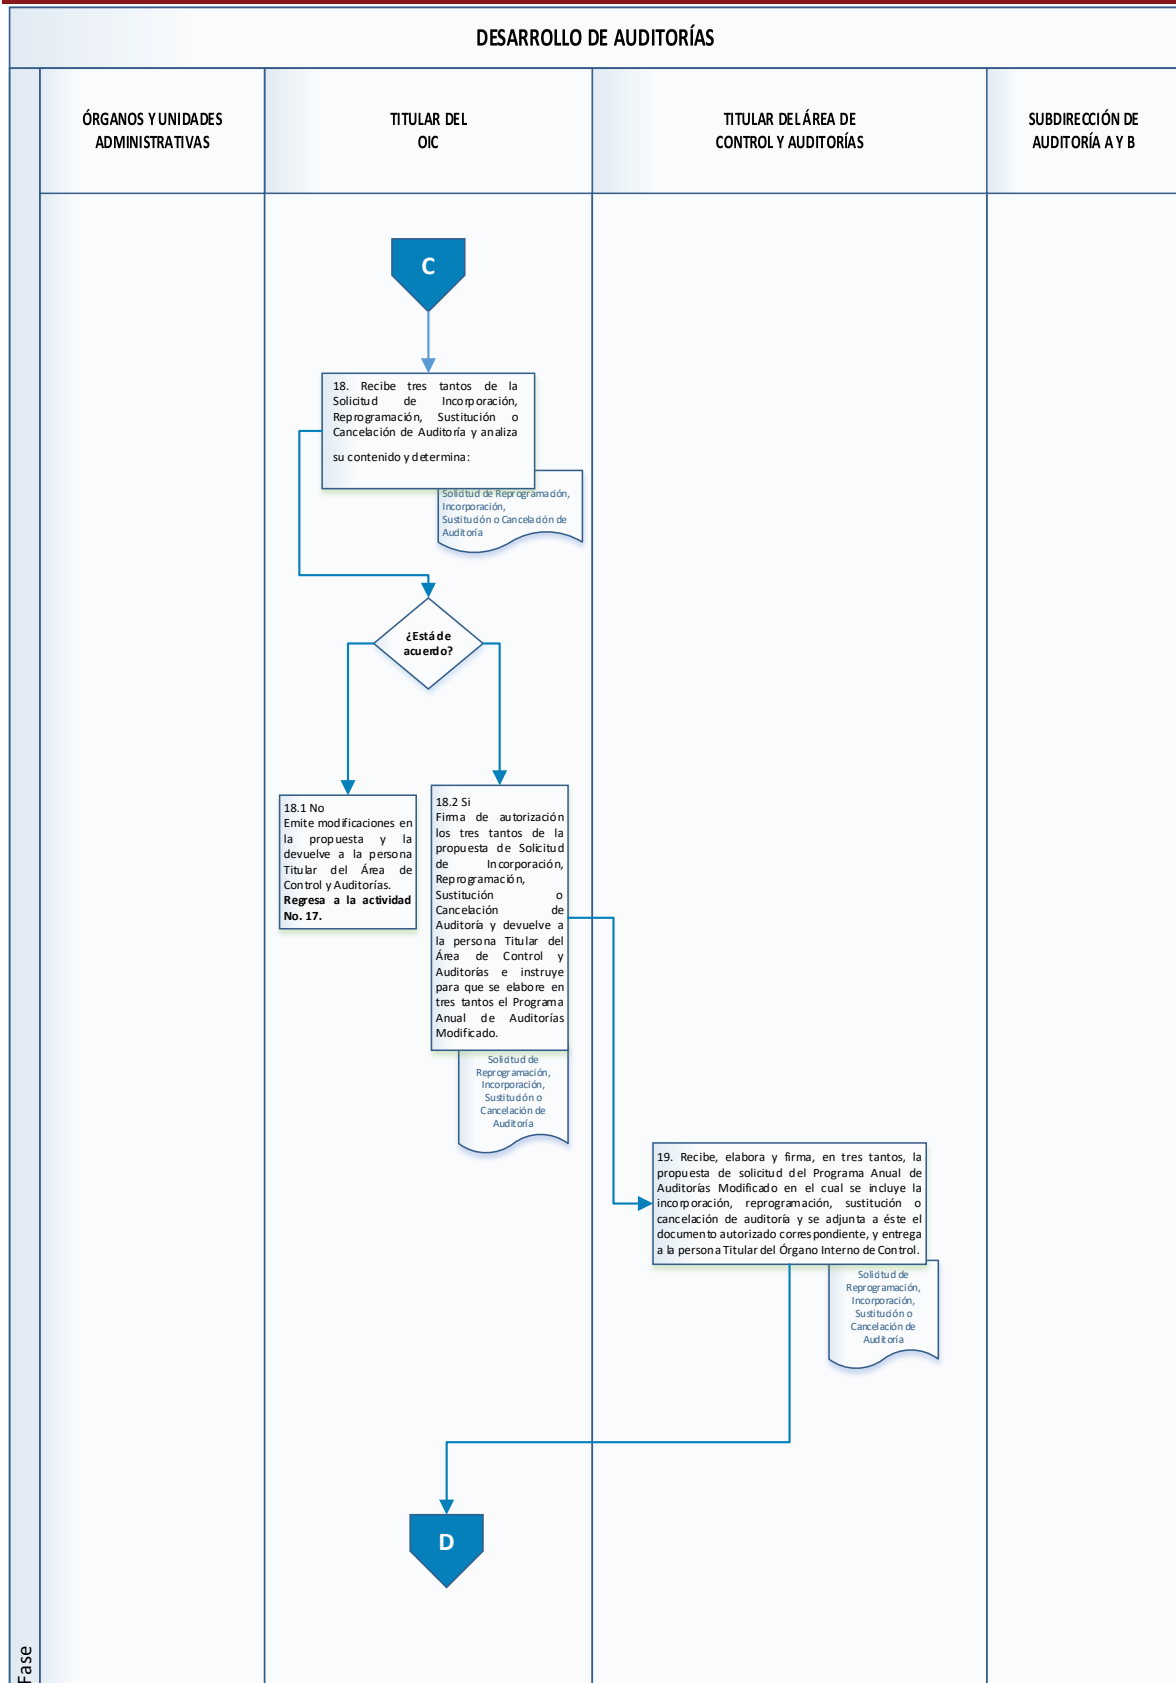 DESARROLLO DE AUDITORÍAS
ÓRGANOS Y UNIDADES
ADMINISTRATIVAS
TITULAR DEL
OIC
TITULAR DEL ÁREA DE
CONTROL Y AUDITORÍAS
SUBDIRECCIÓN DE
AUDITORÍA A Y B
C
18. Recibe tres tantos de la
Solicitud de Incorporación,
Reprogramación, Sustitución o
Cancelación de Auditoría y analiza
su contenido y determina:
Solicitud de Reprogramación,
Incorporación,
Sustitución o Cancelación de
Auditoría
¿Está de
acuerdo?
18.1 No
Emite modificaciones en
la propuesta y la
devuelve a la persona
Titular del Área de
Control y Auditorías.
Regresa a la actividad
No. 17.
18.2 Si
Firma de autorización
los tres tantos de la
propuesta de Solicitud
de Incorporación,
Reprogramación,
Sustitución o
Cancelación de
Auditoría y devuelve a
la persona Titular del
Área de Control y
Auditorías e instruye
para que se elabore en
tres tantos el Programa
Anual de Auditorías
Modificado.
Solicitud de
Reprogramación,
Incorporación,
Sustitución o
Cancelación de
Auditoría
19. Recibe, elabora y firma, en tres tantos, la
propuesta de solicitud del Programa Anual de
Auditorías Modificado en el cual se incluye la
incorporación, reprogramación, sustitución o
cancelación de auditoría y se adjunta a éste el
documento autorizado correspondiente, y entrega
a la persona Titular del Órgano Interno de Control.
Solicitud de
Reprogramación,
Incorporación,
Sustitución o
Cancelación de
Auditoría
D
Fase